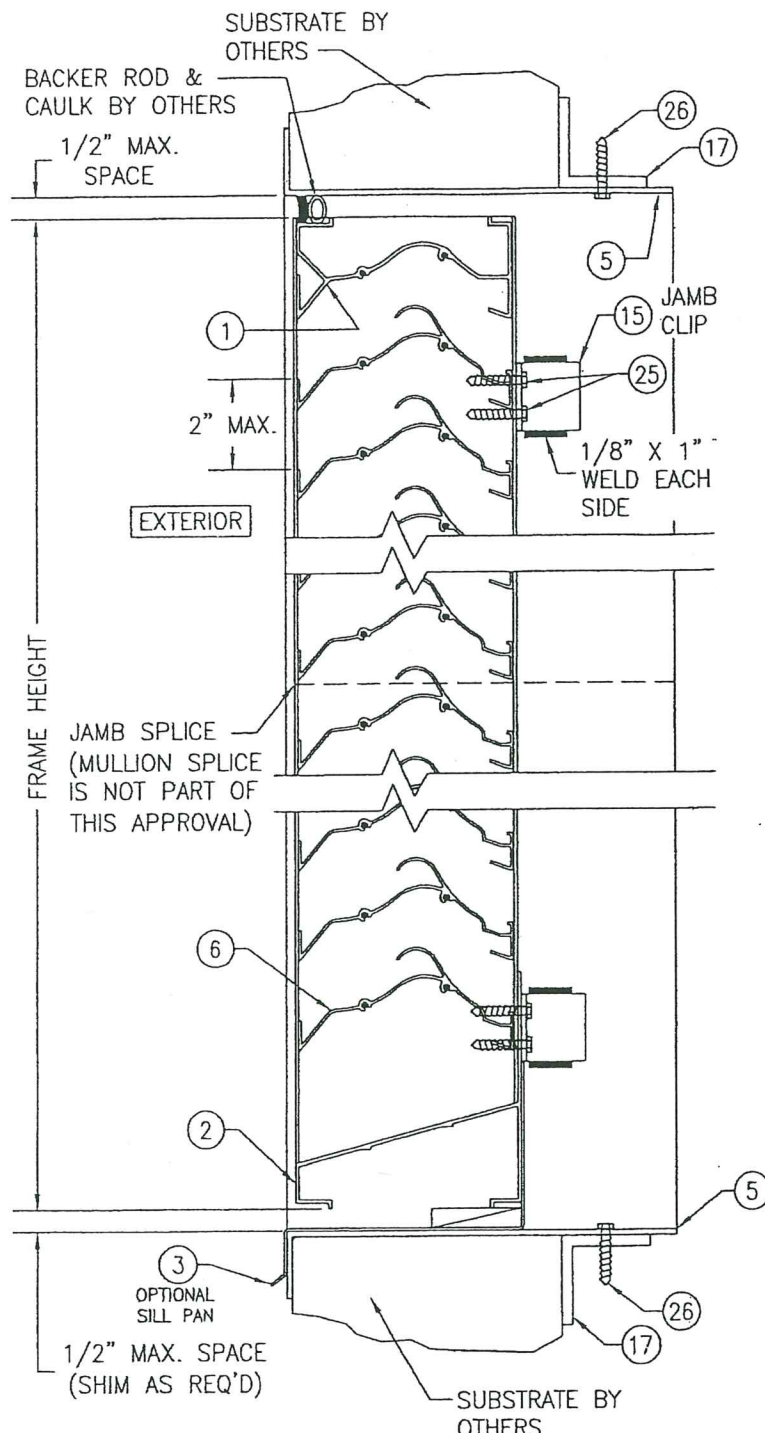 SUBSTRATE BY
OTHERS
BACKER ROD &
CAULK BY OTHERS
1/2" MAX.
SPACE
26
17
5
1
15
JAMB
CLIP
25
2" MAX.
1/8" X 1"
WELD EACH
SIDE
EXTERIOR
FRAME HEIGHT
JAMB SPLICE
(MULLION SPLICE
IS NOT PART OF
THIS APPROVAL)
6
2
5
3
OPTIONAL
SILL PAN
26
17
1/2" MAX. SPACE
(SHIM AS REQ'D)
SUBSTRATE BY
OTHERS